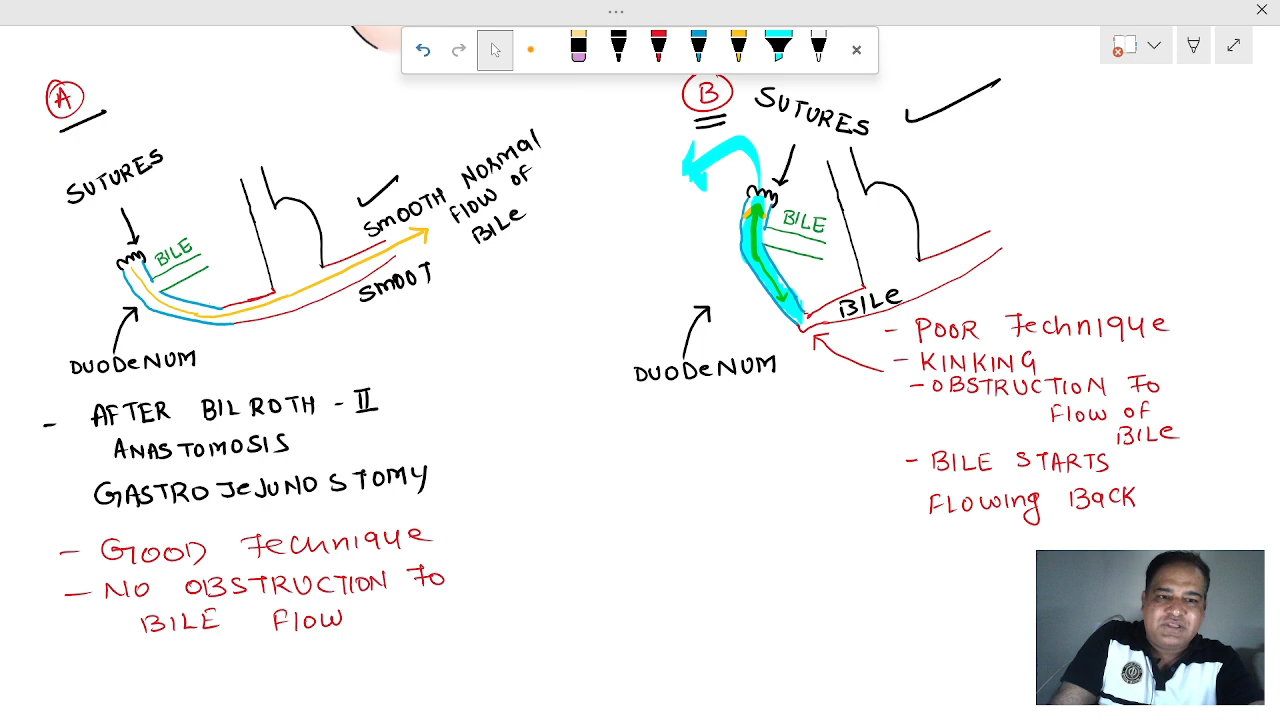 A
SUTURES
BILE
SMOOTH NORMAL
FLOW OF
BILE
SMOOT
DUODENUM
- AFTER BILROTH - II
ANASTOMOSIS
GASTROJEJUNOSTOMY
- GOOD Technique
- NO OBSTRUCTION TO
BILE FLOW
B
SUTURES
BILE
BILE
DUODENUM
- POOR Technique
- KINKING
- OBSTRUCTION TO
FLOW OF
BILE
- BILE STARTS
FLOWING BACK